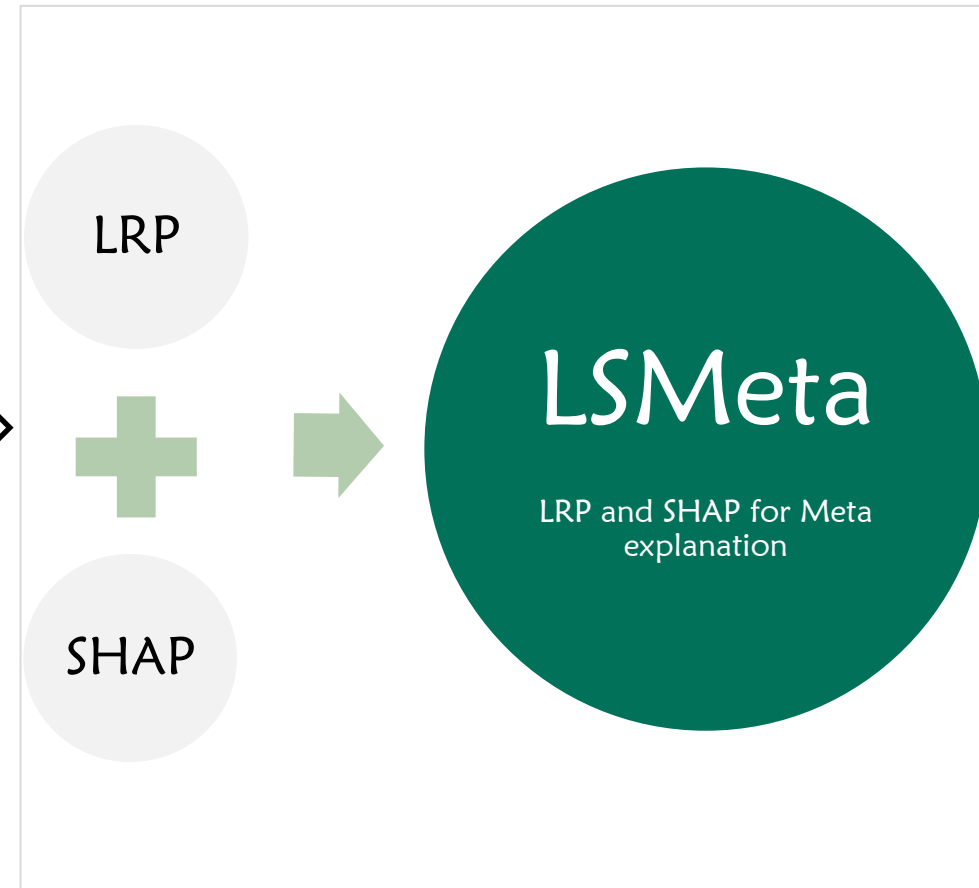 LRP
SHAP
LSMeta
LRP and SHAP for Meta
explanation